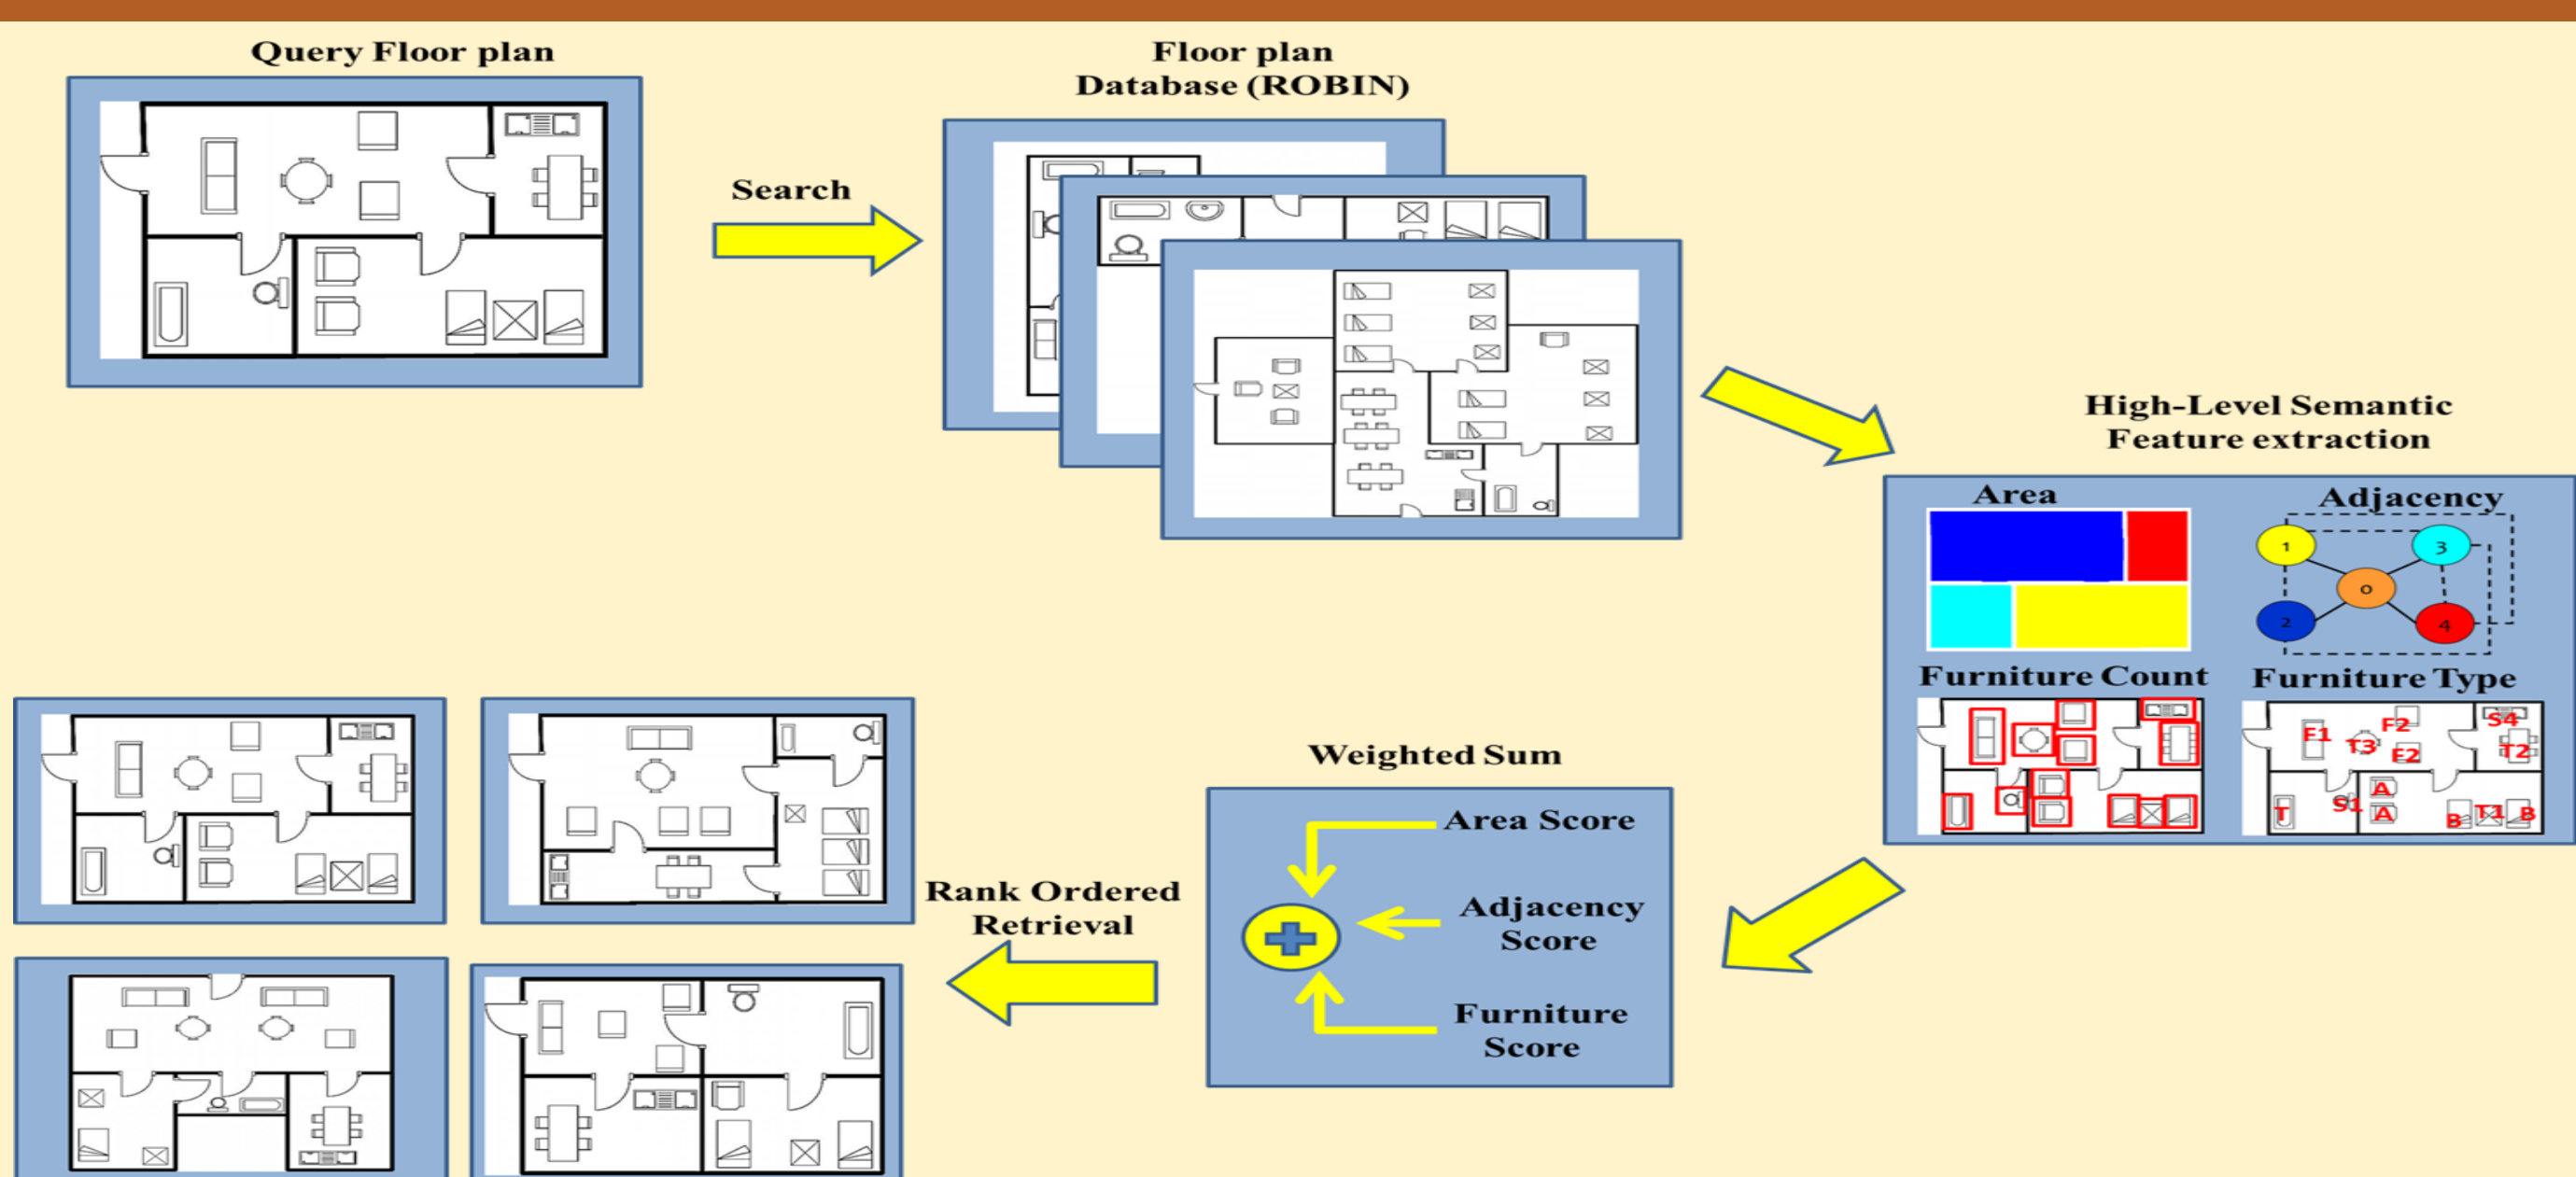 Query Floor plan
Floor plan
Database (ROBIN)
Search
High-Level Semantic
Feature extraction
Area
Adjacency
1
3
0
2
4
Furniture Count
Furniture Type
F1
T3
F2
F2
S4
T2
T
S1
A
A
B
T1
B
Weighted Sum
Area Score
Adjacency
Score
Furniture
Score
Rank Ordered
Retrieval